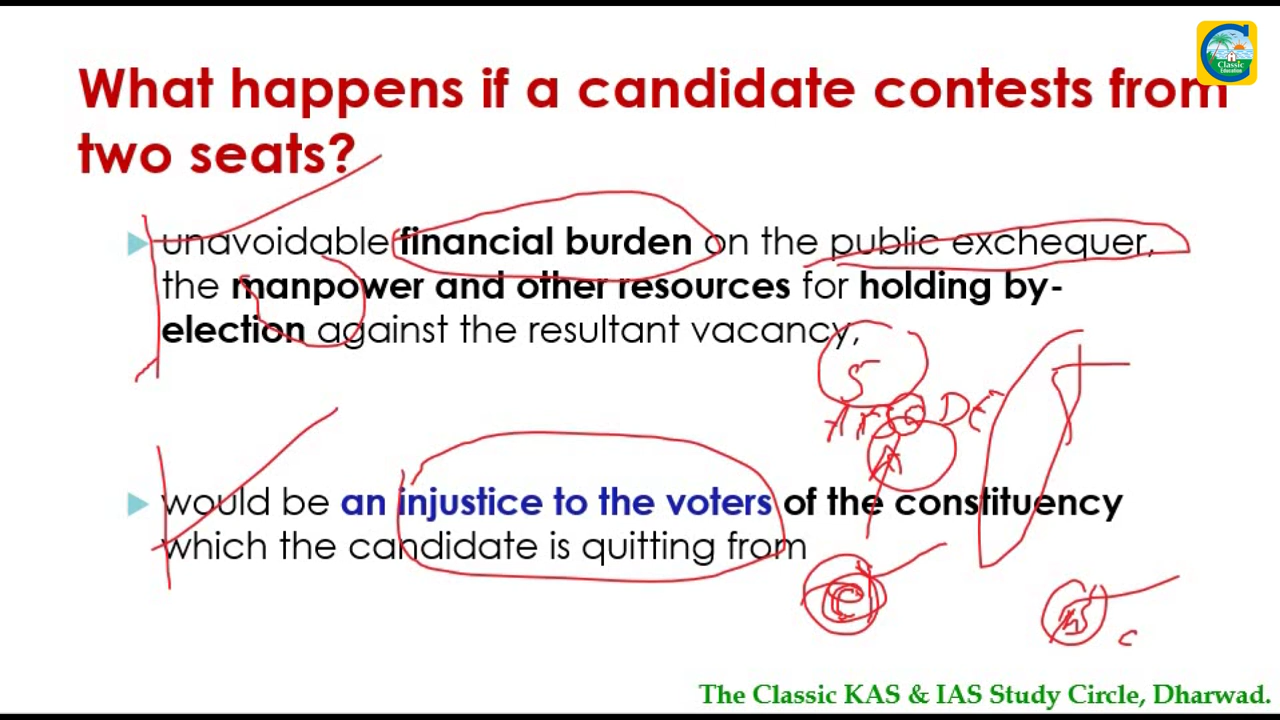 Classic
Education
What happens if a candidate contests from
two seats?
unavoidable financial burden on the public exchequer,
the manpower and other resources for holding by-
election against the resultant vacancy,
would be an injustice to the voters of the constituency
which the candidate is quitting from
The Classic KAS & IAS Study Circle, Dharwad.